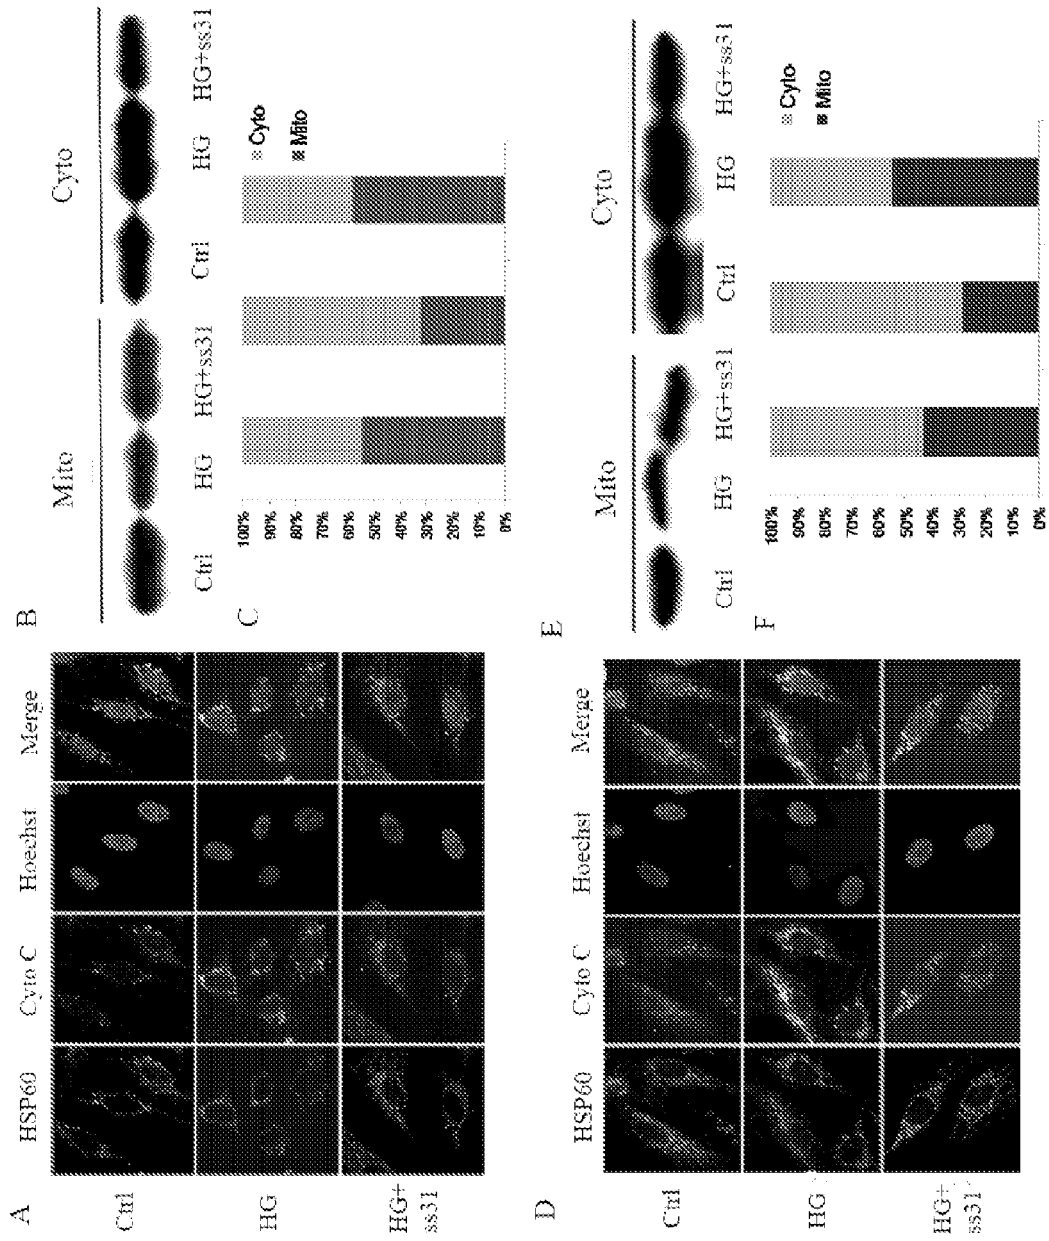 A
HSP60 Cyto C Hoechst Merge
Ctrl
HG
HG+
ss31
B
Mito Cyto
Ctrl HG HG+ss31 Ctrl HG HG+ss31
C
100%
90%
80%
70%
60%
50%
40%
30%
20%
10%
0%
Cyto
Mito
D
HSP60 Cyto C Hoechst Merge
Ctrl
HG
HG+
ss31
E
Mito Cyto
Ctrl HG HG+ss31 Ctrl HG HG+ss31
F
100%
90%
80%
70%
60%
50%
40%
30%
20%
10%
0%
Cyto
Mito